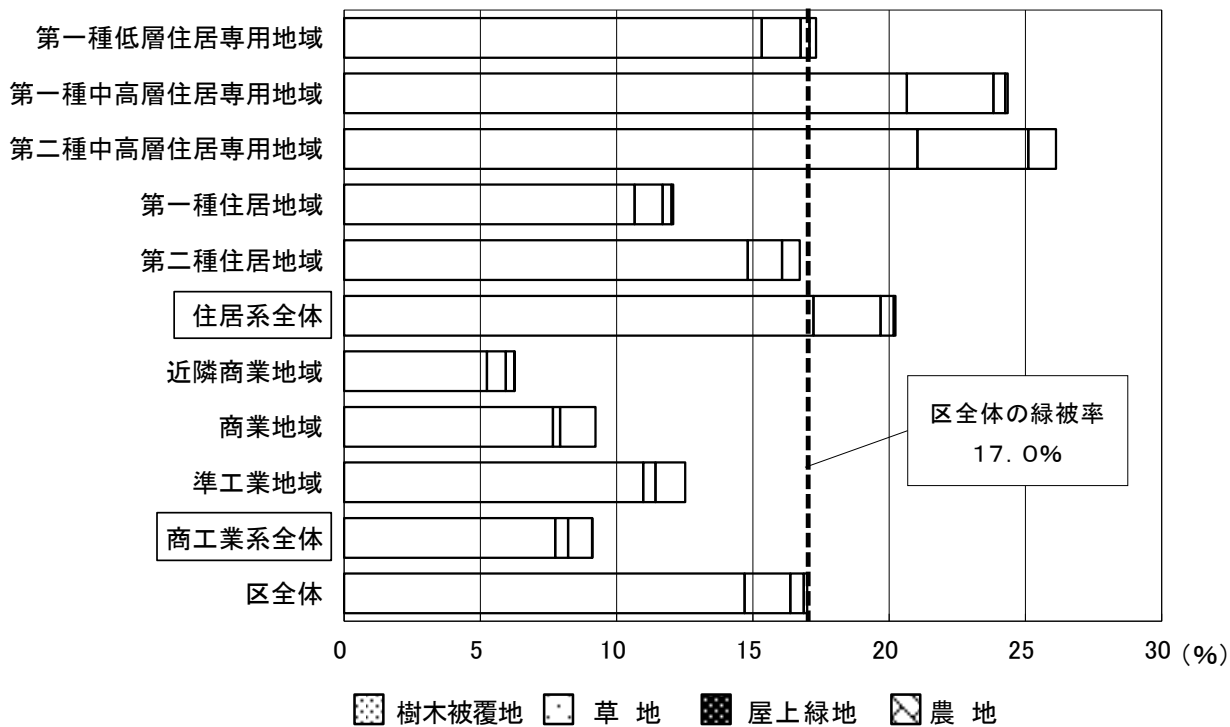 第一種低層住居専用地域
第一種中高層住居専用地域
第二種中高層住居専用地域
第一種住居地域
第二種住居地域
住居系全体
近隣商業地域
商業地域
準工業地域
商工業系全体
区全体
区全体の緑被率
17.0%
0 5 10 15 20 25 30 (%)
樹木被覆地 草 地 屋上緑地 農 地